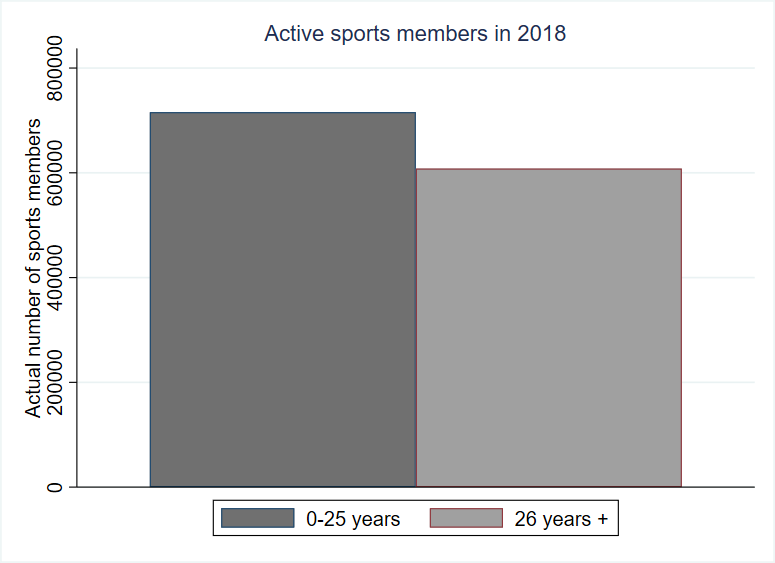 Active sports members in 2018
Actual number of sports members
800000
600000
400000
200000
0
0-25 years
26 years +